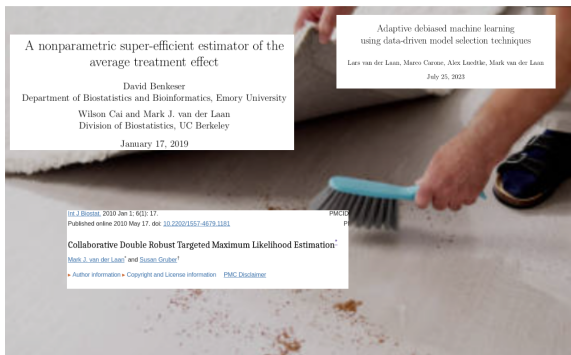 A nonparametric super-efficient estimator of the
average treatment effect
David Benkeser
Department of Biostatistics and Bioinformatics, Emory University
Wilson Cai and Mark J. van der Laan
Division of Biostatistics, UC Berkeley
January 17, 2019
Adaptive debiased machine learning
using data-driven model selection techniques
Lars van der Laan, Marco Carone, Alex Luedtke, Mark van der Laan
July 25, 2023
Int J Biostat. 2010 Jan 1; 6(1): 17. PMCID
Published online 2010 May 17. doi: 10.2202/1557-4679.1181
Collaborative Double Robust Targeted Maximum Likelihood Estimation*
Mark J. van der Laan* and Susan Gruber†
▸ Author information ▸ Copyright and License information PMC Disclaimer